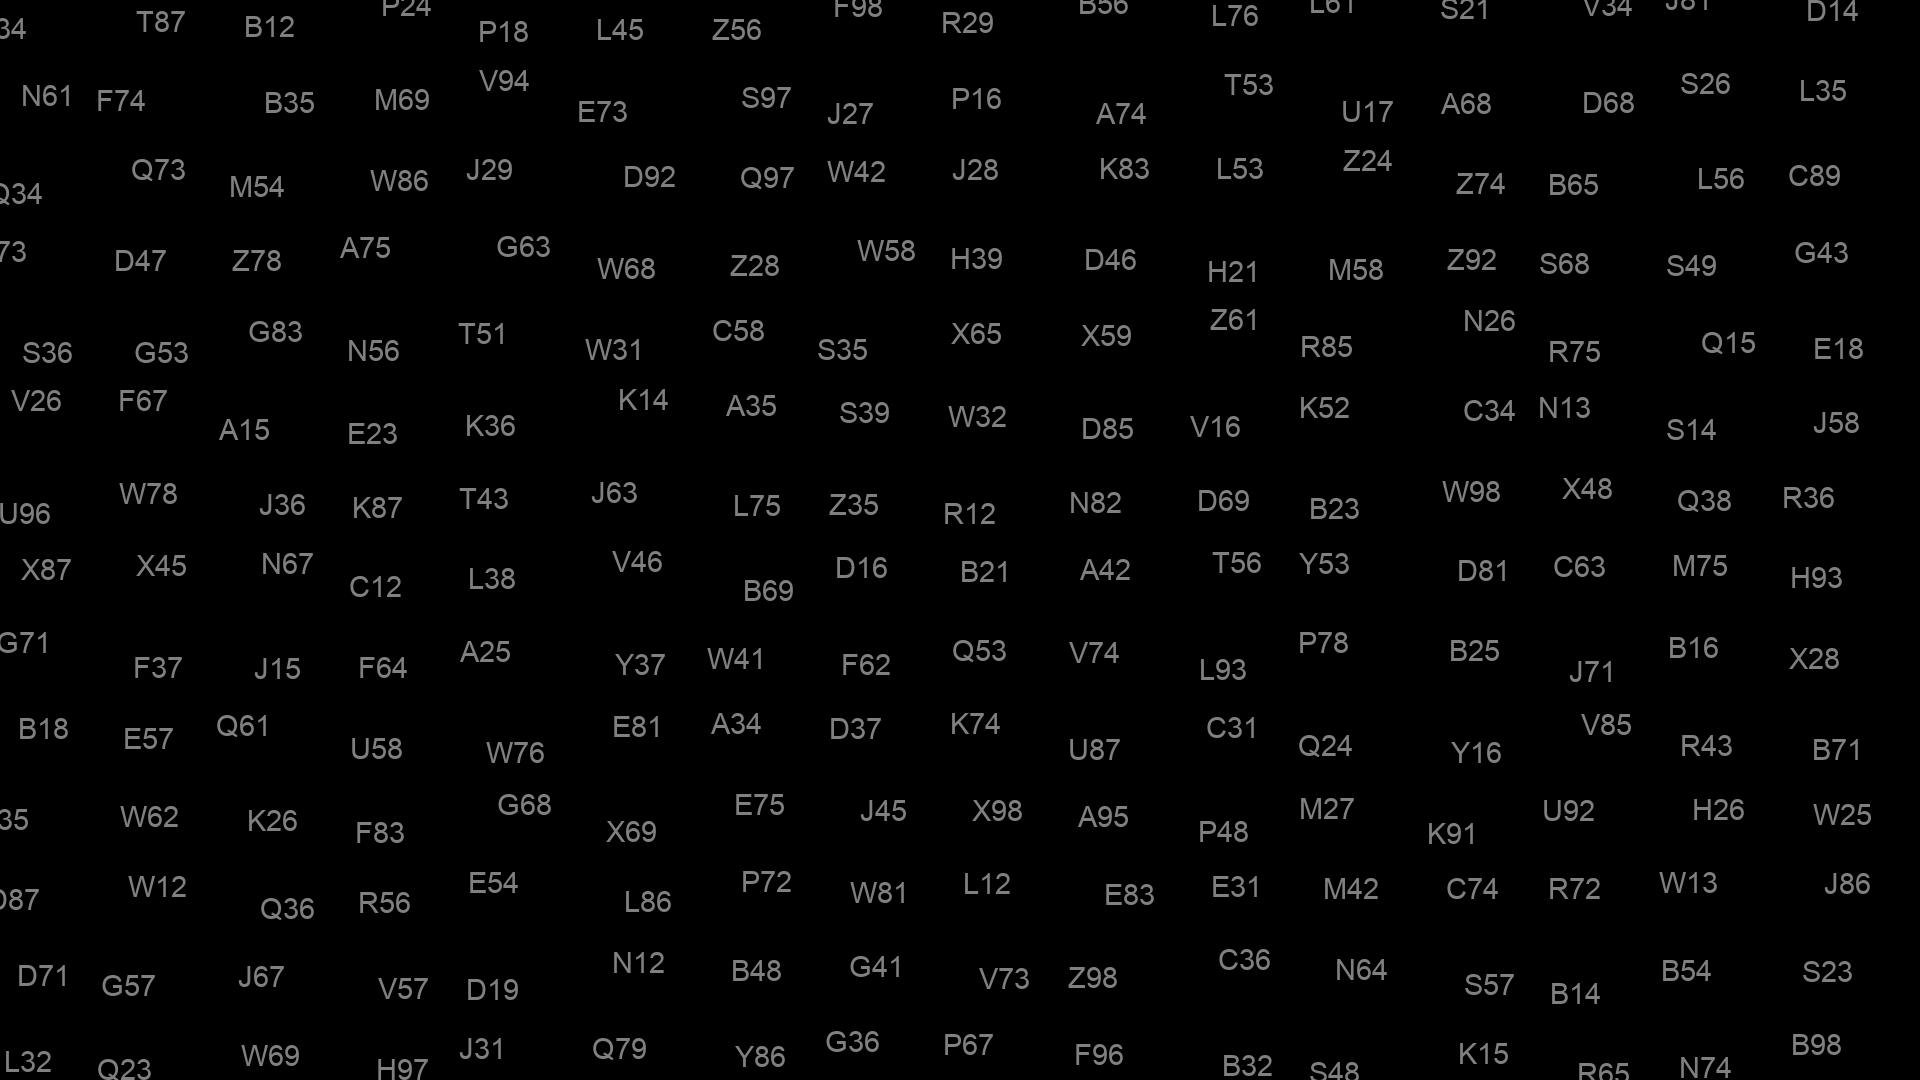 34 T87 B12 P24 P18 L45 Z56 F98 R29 B56 L76 L61 S21 V34 J81 D14
N61 F74 B35 M69 V94 E73 S97 J27 P16 A74 T53 U17 A68 D68 S26 L35
Q34 Q73 M54 W86 J29 D92 Q97 W42 J28 K83 L53 Z24 Z74 B65 L56 C89
73 D47 Z78 A75 G63 W68 Z28 W58 H39 D46 H21 M58 Z92 S68 S49 G43
S36 G53 G83 N56 T51 W31 C58 S35 X65 X59 Z61 R85 N26 R75 Q15 E18
V26 F67 A15 E23 K36 K14 A35 S39 W32 D85 V16 K52 C34 N13 S14 J58
U96 W78 J36 K87 T43 J63 L75 Z35 R12 N82 D69 B23 W98 X48 Q38 R36
X87 X45 N67 C12 L38 V46 B69 D16 B21 A42 T56 Y53 D81 C63 M75 H93
G71 F37 J15 F64 A25 Y37 W41 F62 Q53 V74 L93 P78 B25 J71 B16 X28
B18 E57 Q61 U58 W76 E81 A34 D37 K74 U87 C31 Q24 Y16 V85 R43 B71
35 W62 K26 F83 G68 X69 E75 J45 X98 A95 P48 M27 K91 U92 H26 W25
87 W12 Q36 R56 E54 L86 P72 W81 L12 E83 E31 M42 C74 R72 W13 J86
D71 G57 J67 V57 D19 N12 B48 G41 V73 Z98 C36 N64 S57 B14 B54 S23
L32 Q23 W69 H97 J31 Q79 Y86 G36 P67 F96 B32 S48 K15 R65 N74 B98